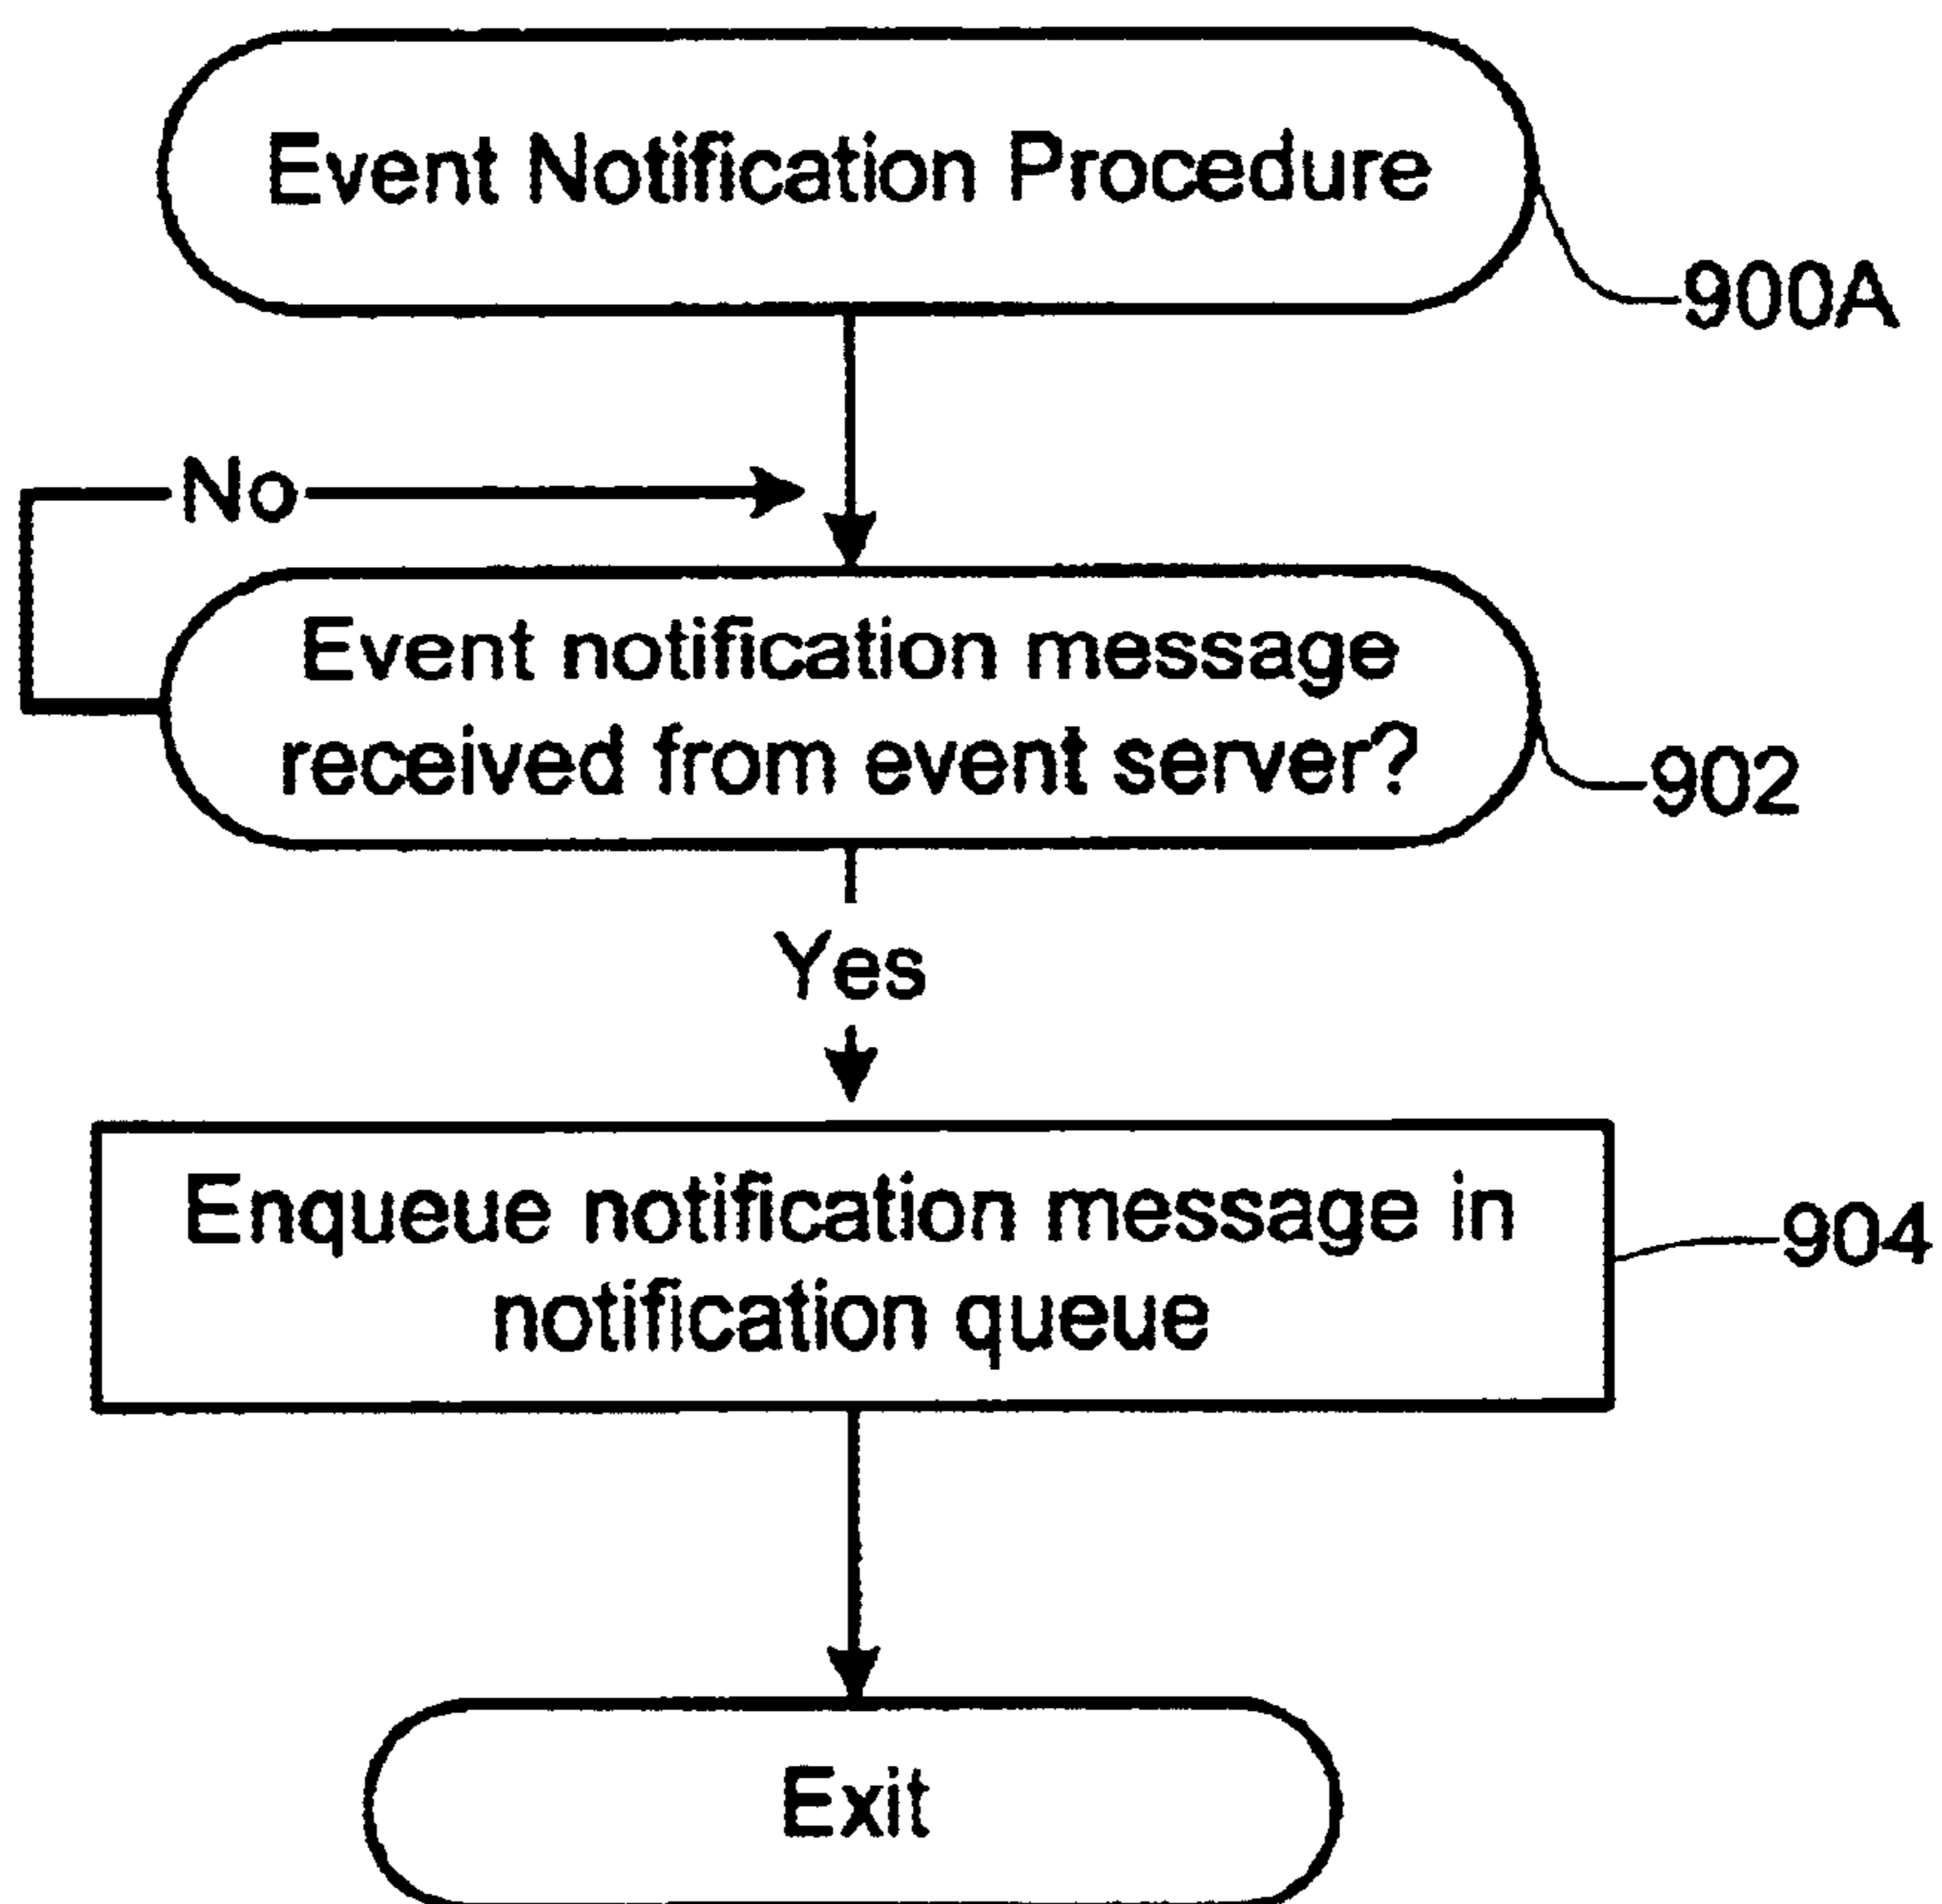 Event Notification Procedure
900A
No
Event notification message
received from event server?
902
Yes
Enqueue notification message in
notification queue
904
Exit